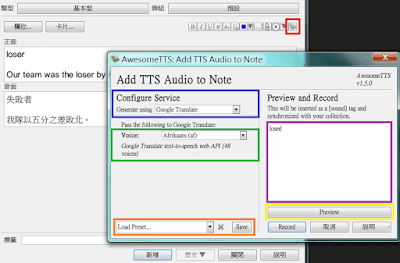 類型
基本型
牌組
預設
欄位...
卡片...
正面
loser
Our team was the loser by
背面
失敗者
我隊以五分之差敗北。
標籤
新增
歷史 ▼
關閉
說明
AwesomeTTS: Add TTS Audio to Note
Add TTS Audio to Note
AwesomeTTS
v1.5.0
Configure Service
Generate using Google Translate
Pass the following to Google Translate:
Voice: Afrikaans (af)
Google Translate text-to-speech web API (48
voices)
Load Preset...
Save
Preview and Record
This will be inserted as a [sound] tag and
synchronized with your collection.
loser
Preview
Record
取消
說明